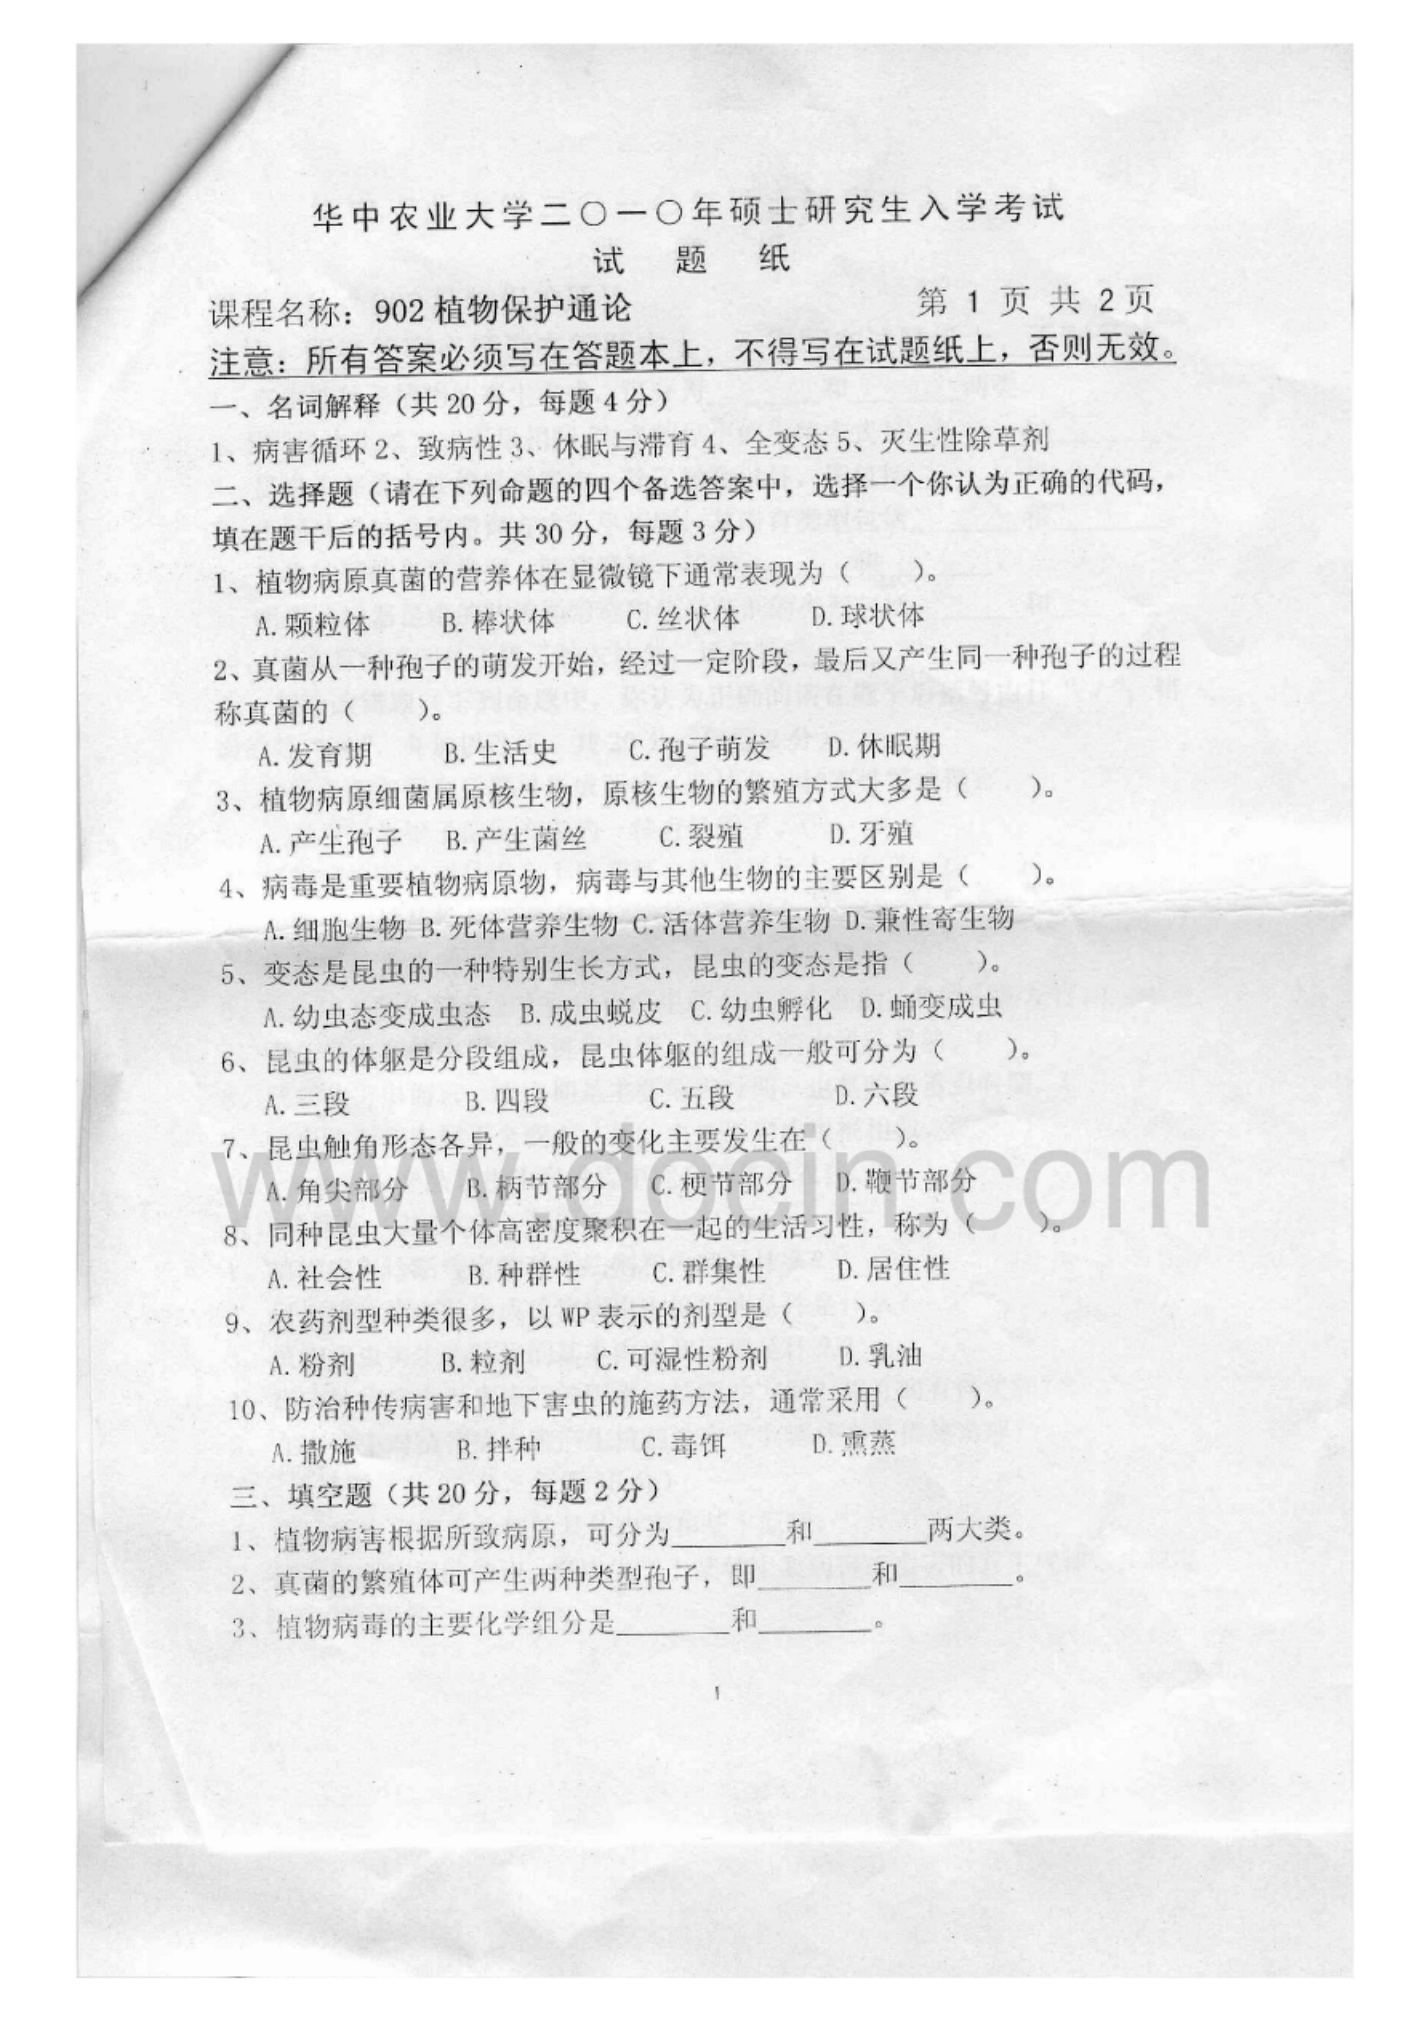 华中农业大学二〇一〇年硕士研究生入学考试
试 题 纸
课程名称：902 植物保护通论 第 1 页 共 2 页
注意：所有答案必须写在答题本上，不得写在试题纸上，否则无效。
一、名词解释（共 20 分，每题 4 分）
1、病害循环 2、致病性 3、休眠与滞育 4、全变态 5、灭生性除草剂
二、选择题（请在下列命题的四个备选答案中，选择一个你认为正确的代码，
填在题干后的括号内。共 30 分，每题 3 分）
1、植物病原真菌的营养体在显微镜下通常表现为（ ）。
A.颗粒体 B.棒状体 C.丝状体 D.球状体
2、真菌从一种孢子的萌发开始，经过一定阶段，最后又产生同一种孢子的过程
称真菌的（ ）。
A.发育期 B.生活史 C.孢子萌发 D.休眠期
3、植物病原细菌属原核生物，原核生物的繁殖方式大多是（ ）。
A.产生孢子 B.产生菌丝 C.裂殖 D.牙殖
4、病毒是重要植物病原物，病毒与其他生物的主要区别是（ ）。
A.细胞生物 B.死体营养生物 C.活体营养生物 D.兼性寄生物
5、变态是昆虫的一种特别生长方式，昆虫的变态是指（ ）。
A.幼虫态变成虫态 B.成虫蜕皮 C.幼虫孵化 D.蛹变成虫
6、昆虫的体躯是分段组成，昆虫体躯的组成一般可分为（ ）。
A.三段 B.四段 C.五段 D.六段
7、昆虫触角形态各异，一般的变化主要发生在（ ）。
A.角尖部分 B.柄节部分 C.梗节部分 D.鞭节部分
www.docin.com
8、同种昆虫大量个体高密度聚积在一起的生活习性，称为（ ）。
A.社会性 B.种群性 C.群集性 D.居住性
9、农药剂型种类很多，以 WP 表示的剂型是（ ）。
A.粉剂 B.粒剂 C.可湿性粉剂 D.乳油
10、防治种传病害和地下害虫的施药方法，通常采用（ ）。
A.撒施 B.拌种 C.毒饵 D.熏蒸
三、填空题（共 20 分，每题 2 分）
1、植物病害根据所致病原，可分为________和________两大类。
2、真菌的繁殖体可产生两种类型孢子，即________和________。
3、植物病毒的主要化学组分是________和________。
1